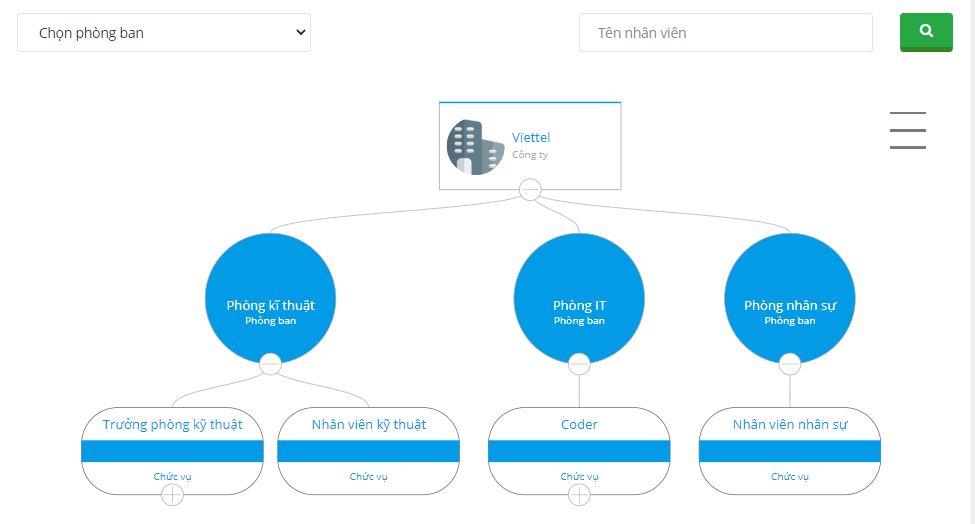 Chọn phòng ban
Tên nhân viên
Viettel
Công ty
Phòng kĩ thuật
Phòng ban
Phòng IT
Phòng ban
Phòng nhân sự
Phòng ban
Trưởng phòng kỹ thuật
Chức vụ
Nhân viên kỹ thuật
Chức vụ
Coder
Chức vụ
Nhân viên nhân sự
Chức vụ